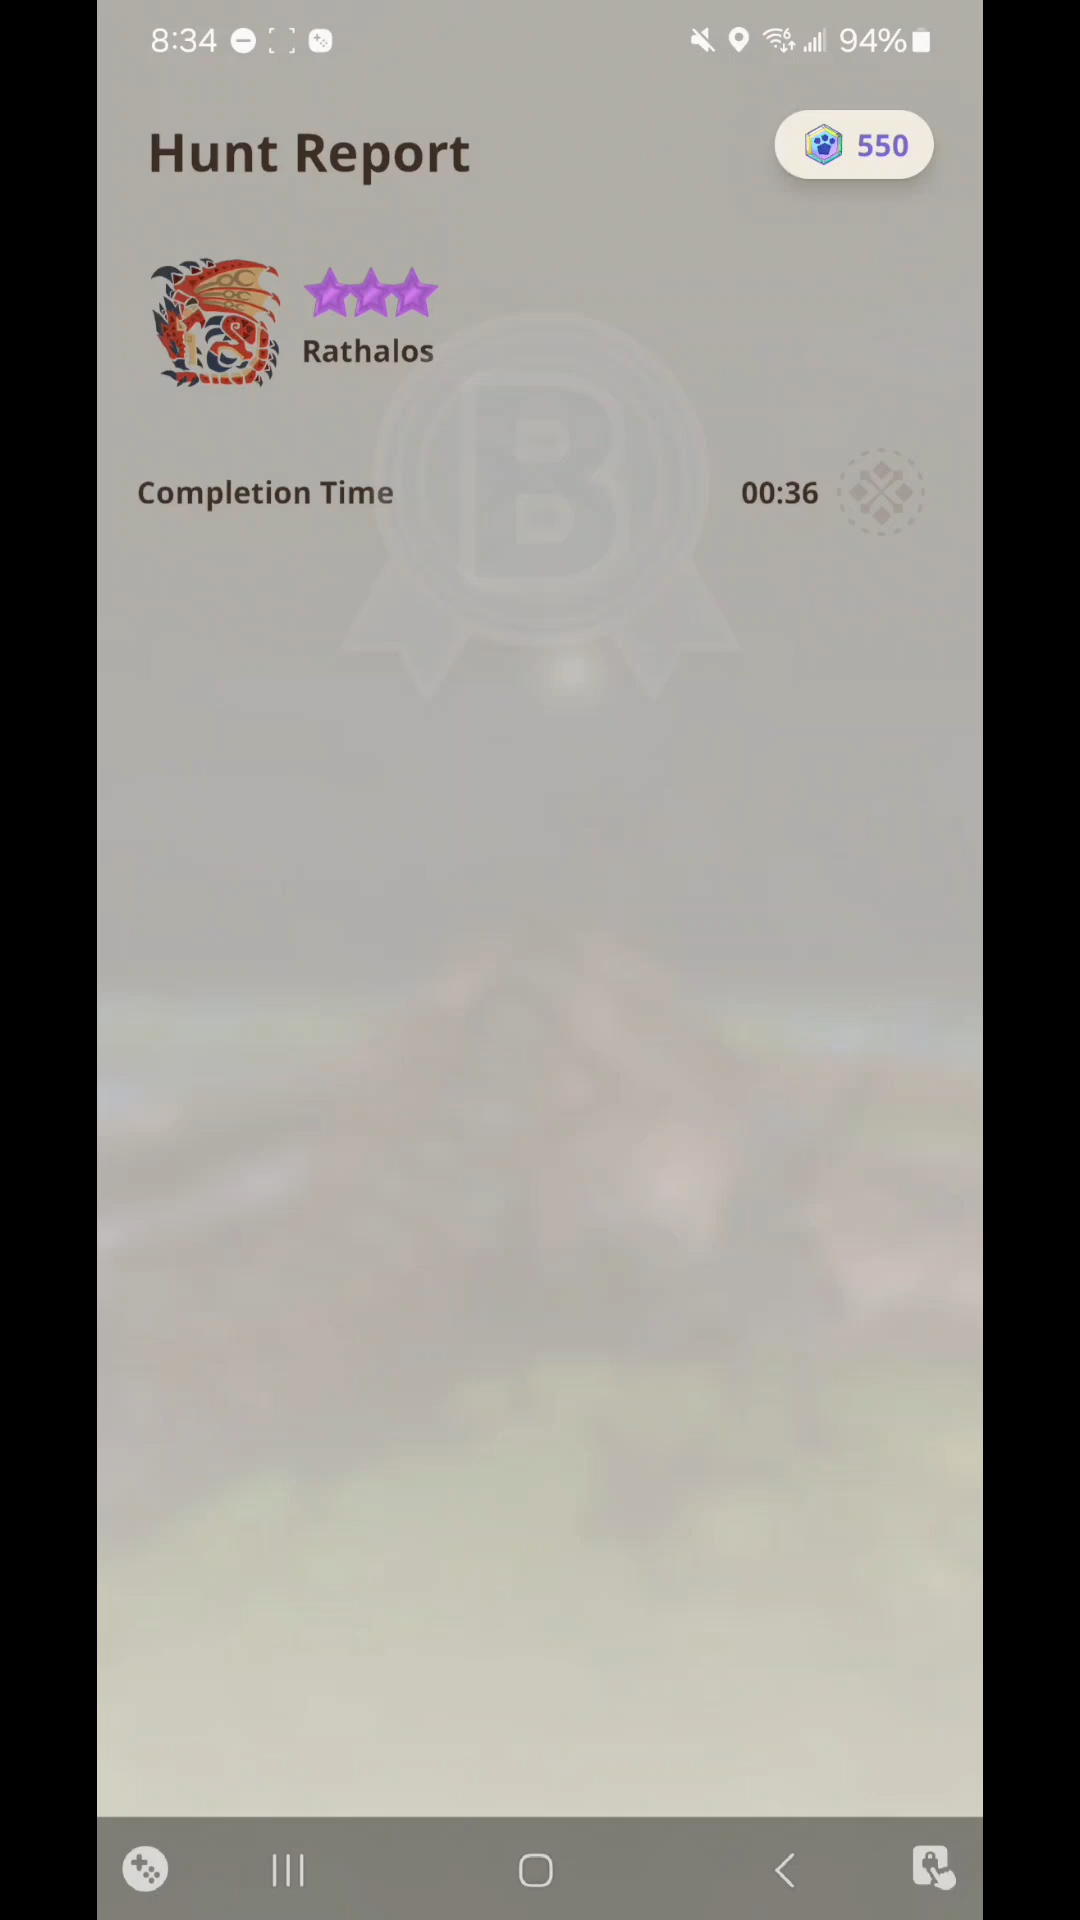 8:34
94%
Hunt Report
550
Rathalos
B
Completion Time 00:36